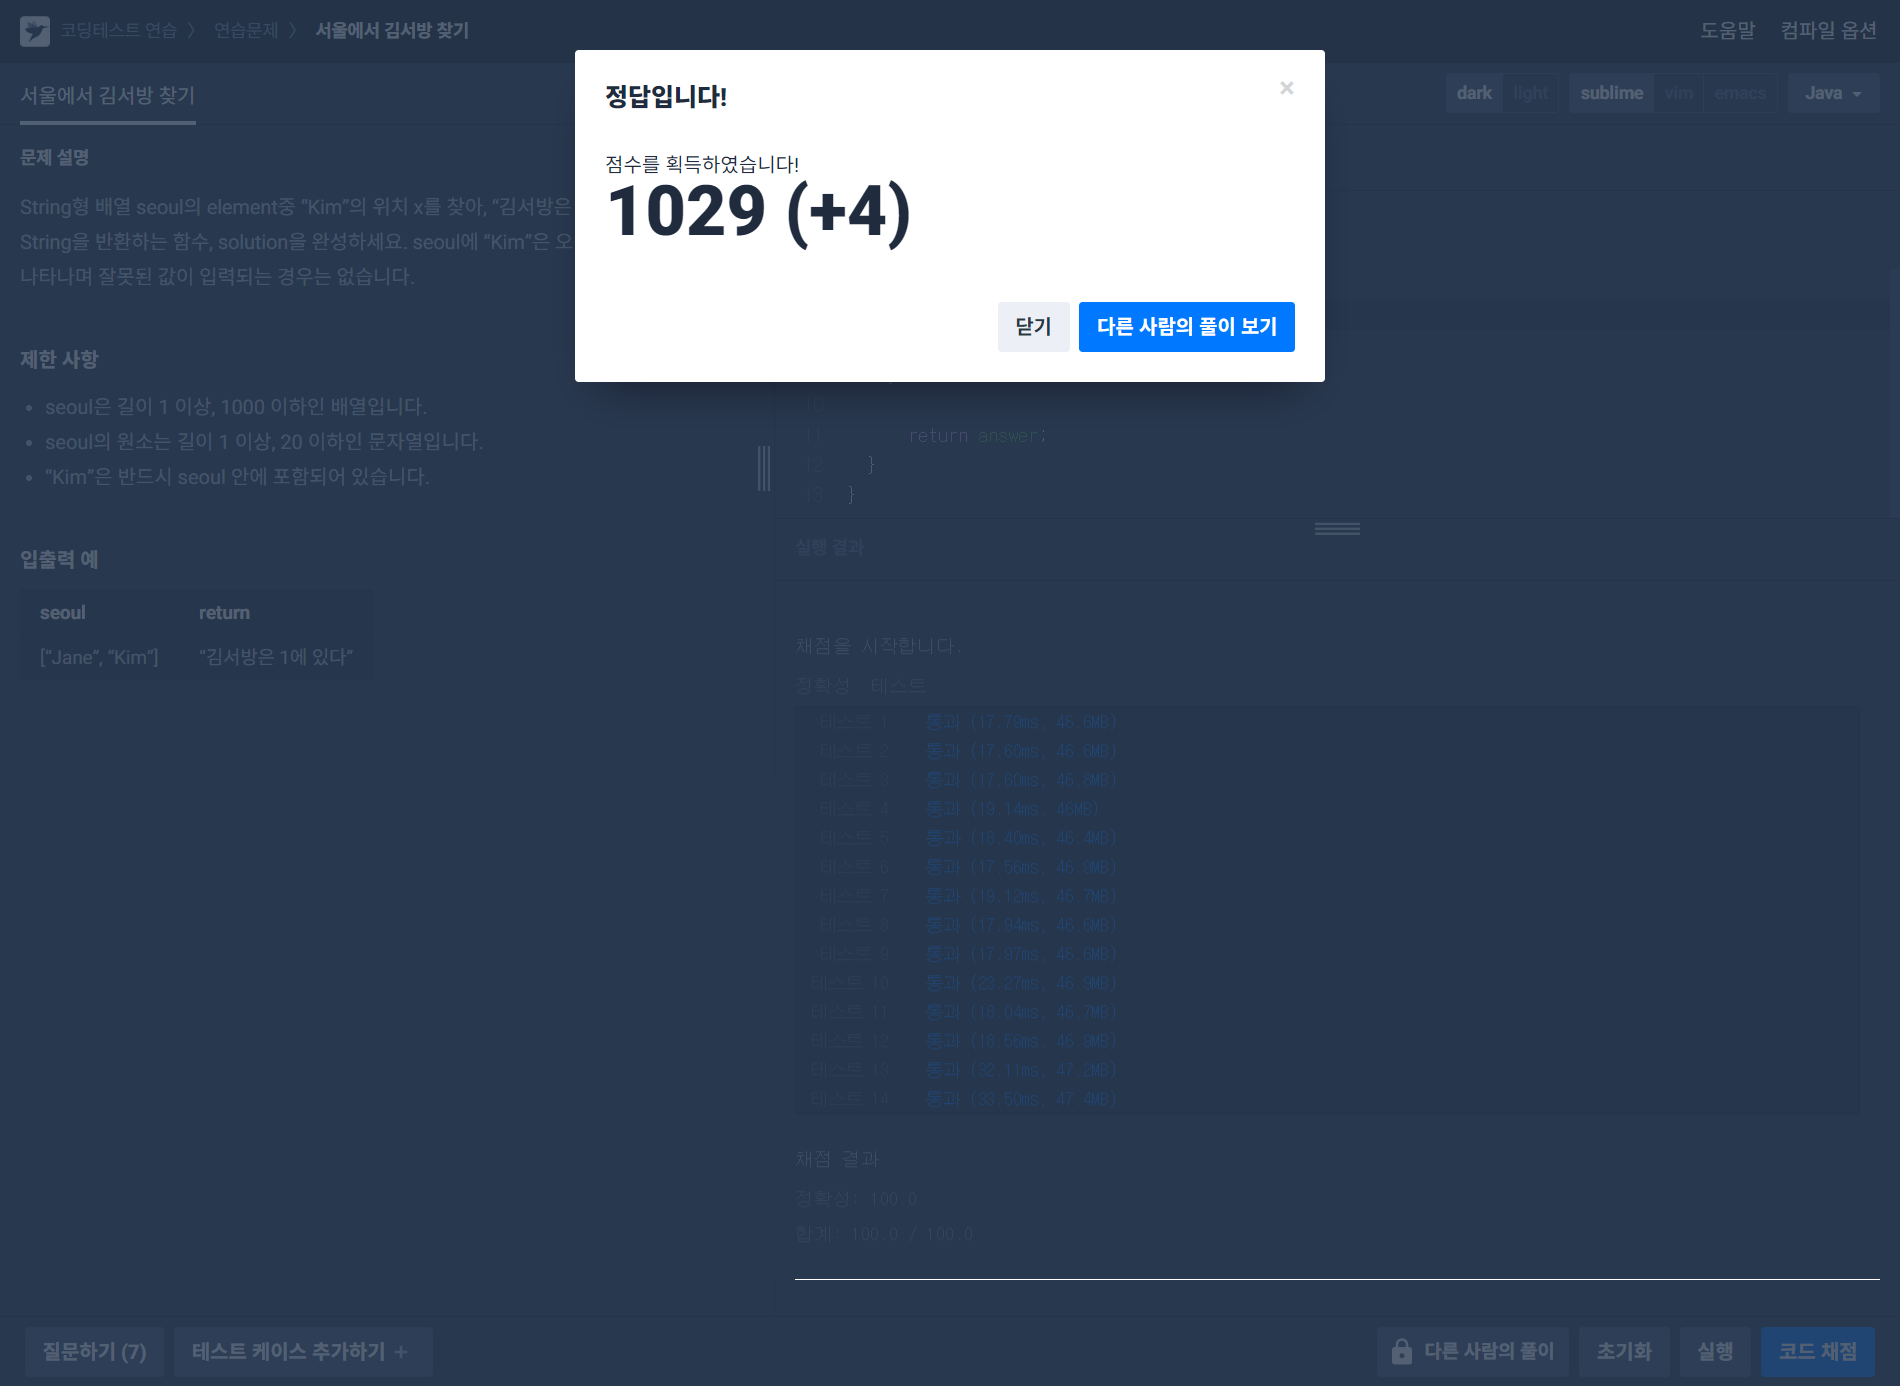 코딩테스트 연습 〉 연습문제 〉 서울에서 김서방 찾기
도움말 컴파일 옵션
서울에서 김서방 찾기
dark light sublime vim emacs Java
정답입니다!
×
점수를 획득하였습니다!
1029 (+4)
닫기 다른 사람의 풀이 보기
문제 설명
String형 배열 seoul의 element중 “Kim”의 위치 x를 찾아, “김서방은
String을 반환하는 함수, solution을 완성하세요. seoul에 “Kim”은 오
나타나며 잘못된 값이 입력되는 경우는 없습니다.
제한 사항
• seoul은 길이 1 이상, 1000 이하인 배열입니다.
• seoul의 원소는 길이 1 이상, 20 이하인 문자열입니다.
• “Kim”은 반드시 seoul 안에 포함되어 있습니다.
입출력 예
seoul return
[“Jane”, “Kim”] “김서방은 1에 있다”
10
11 return answer;
12 }
13 }
실행 결과
채점을 시작합니다.
정확성 테스트
테스트 1 통과 (17.79ms, 46.6MB)
테스트 2 통과 (17.60ms, 46.6MB)
테스트 3 통과 (17.60ms, 46.8MB)
테스트 4 통과 (19.14ms, 46MB)
테스트 5 통과 (18.40ms, 46.4MB)
테스트 6 통과 (17.56ms, 46.9MB)
테스트 7 통과 (19.12ms, 46.7MB)
테스트 8 통과 (17.94ms, 46.6MB)
테스트 9 통과 (17.97ms, 46.6MB)
테스트 10 통과 (23.27ms, 46.9MB)
테스트 11 통과 (18.04ms, 46.7MB)
테스트 12 통과 (18.56ms, 46.9MB)
테스트 13 통과 (32.11ms, 47.2MB)
테스트 14 통과 (33.50ms, 47.4MB)
채점 결과
정확성: 100.0
합계: 100.0 / 100.0
질문하기 (7) 테스트 케이스 추가하기 +
다른 사람의 풀이 초기화 실행 코드 채점